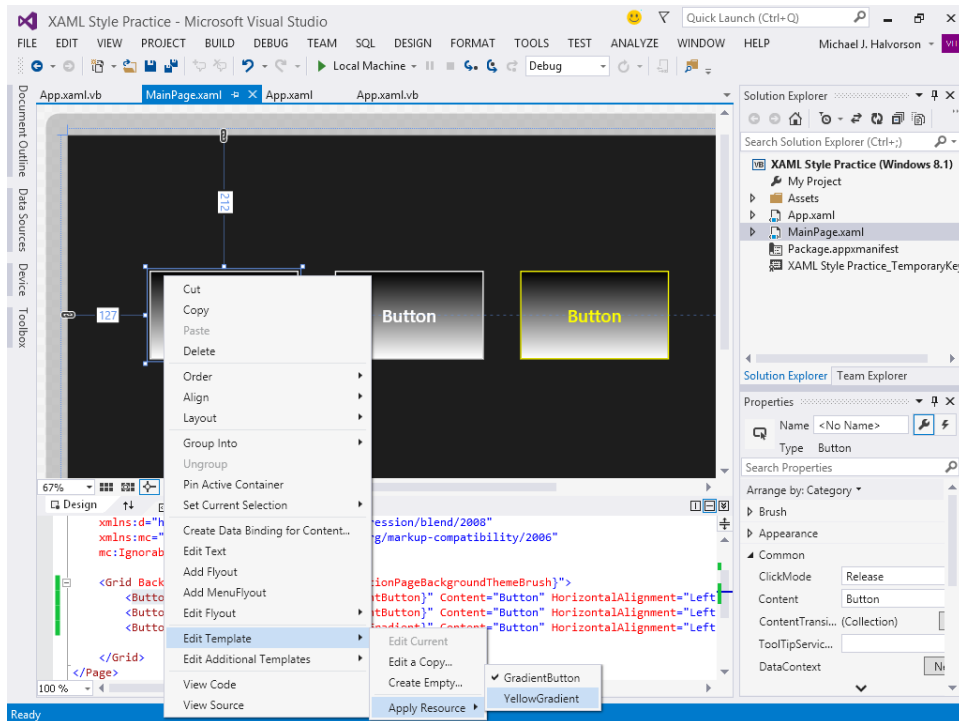 XAML Style Practice - Microsoft Visual Studio
Quick Launch (Ctrl+Q)
FILE EDIT VIEW PROJECT BUILD DEBUG TEAM SQL DESIGN FORMAT TOOLS TEST ANALYZE WINDOW HELP Michael J. Halvorson
Local Machine Debug
Document Outline
Data Sources
Device
Toolbox
App.xaml.vb MainPage.xaml App.xaml App.xaml.vb
212
127
Button
Button
Cut
Copy
Paste
Delete
Order
Align
Layout
Group Into
Ungroup
Pin Active Container
Set Current Selection
Create Data Binding for Content...
Edit Text
Add Flyout
Add MenuFlyout
Edit Flyout
Edit Template
Edit Additional Templates
View Code
View Source
Edit Current
Edit a Copy...
Create Empty...
Apply Resource
GradientButton
YellowGradient
67%
Design
xmlns:d="h ession/blend/2008"
xmlns:mc=" g/markup-compatibility/2006"
mc:Ignorab
<Grid Back ionPageBackgroundThemeBrush}">
<Butto ntButton}" Content="Button" HorizontalAlignment="Left
<Butto tButton}" Content="Button" HorizontalAlignment="Left
<Butto radient}" Content="Button" HorizontalAlignment="Left
</Grid>
</Page>
100 %
Solution Explorer
Search Solution Explorer (Ctrl+;)
VB XAML Style Practice (Windows 8.1)
My Project
Assets
App.xaml
MainPage.xaml
Package.appxmanifest
XAML Style Practice_TemporaryKe
Solution Explorer Team Explorer
Properties
Name <No Name>
Type Button
Search Properties
Arrange by: Category
Brush
Appearance
Common
ClickMode Release
Content Button
ContentTransi... (Collection)
ToolTipServic...
DataContext
Ready